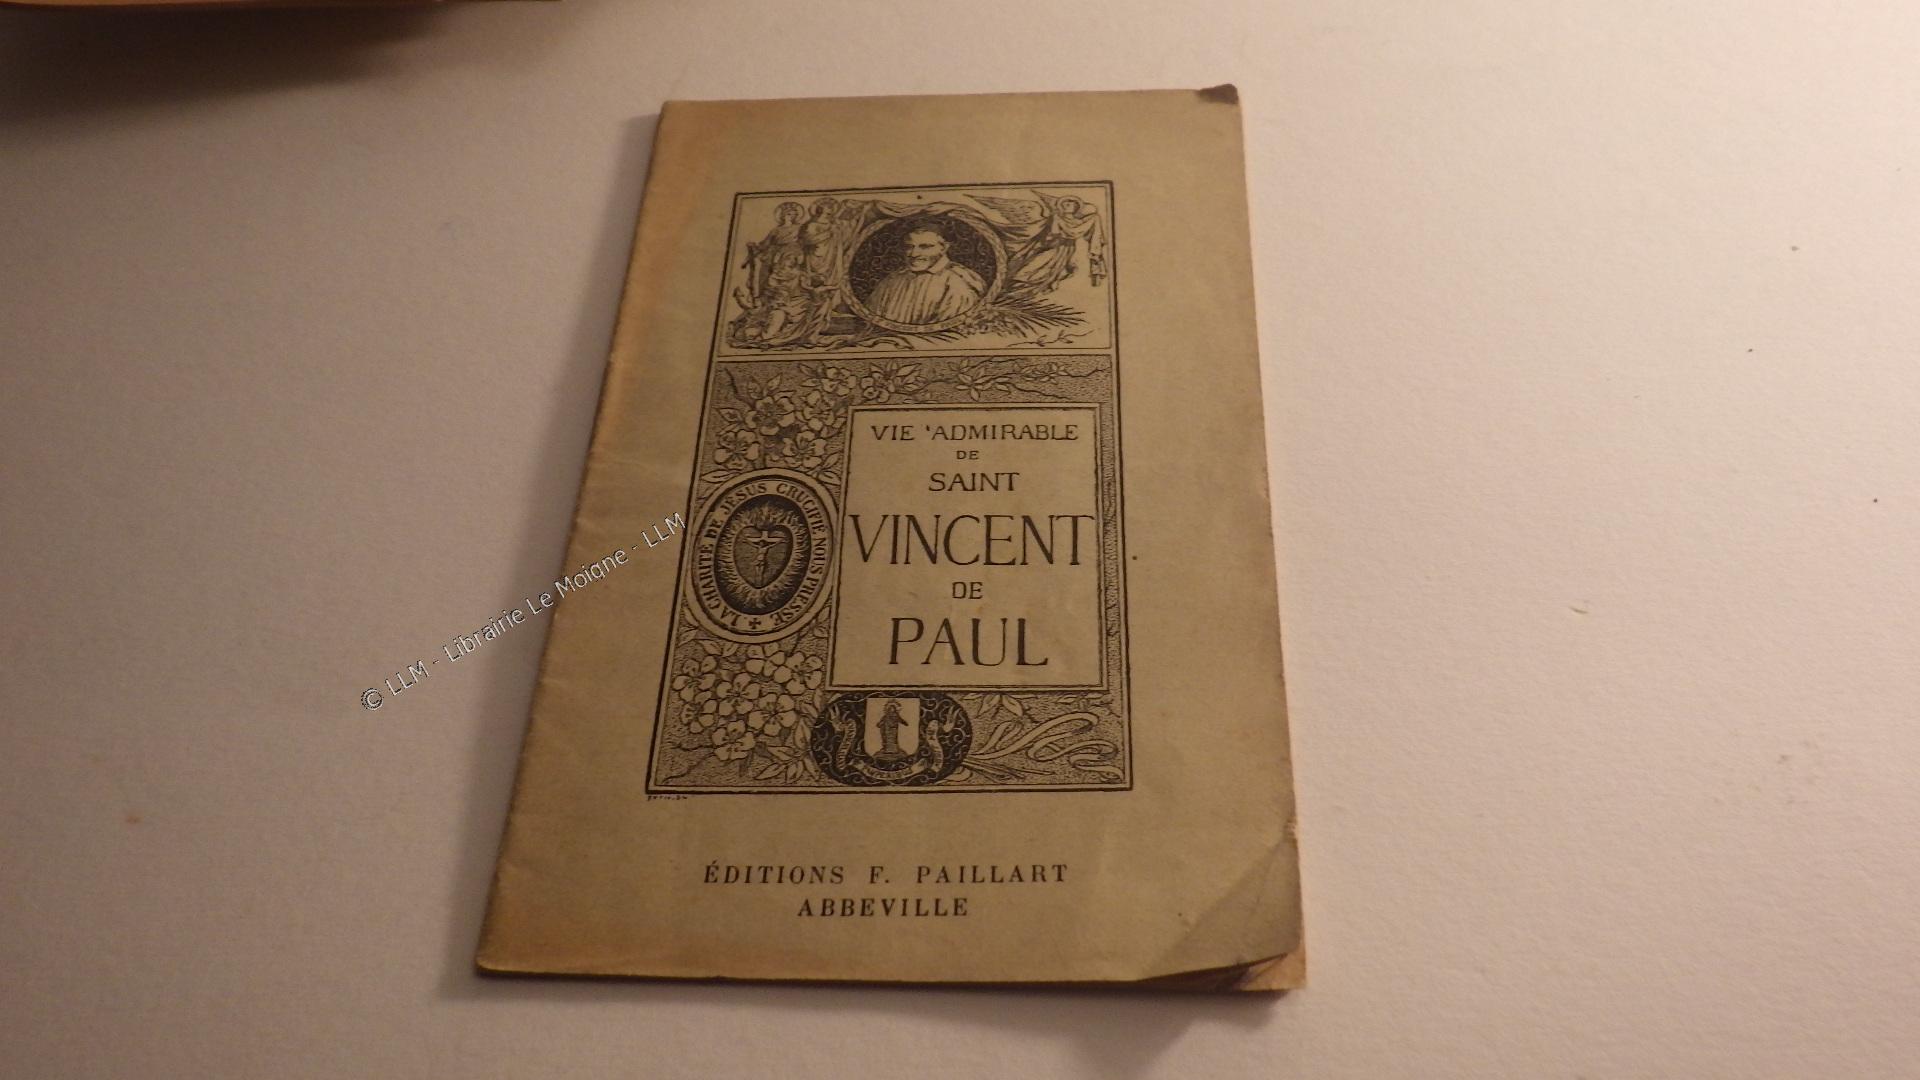 VIE 'ADMIRABLE
DE
SAINT
VINCENT
DE
PAUL
LA CHARITÉ DE JÉSUS CRUCIFIÉ NOUS PRESSE
ÉDITIONS F. PAILLART
ABBEVILLE
© LLM - Librairie Le Moigne - LLM